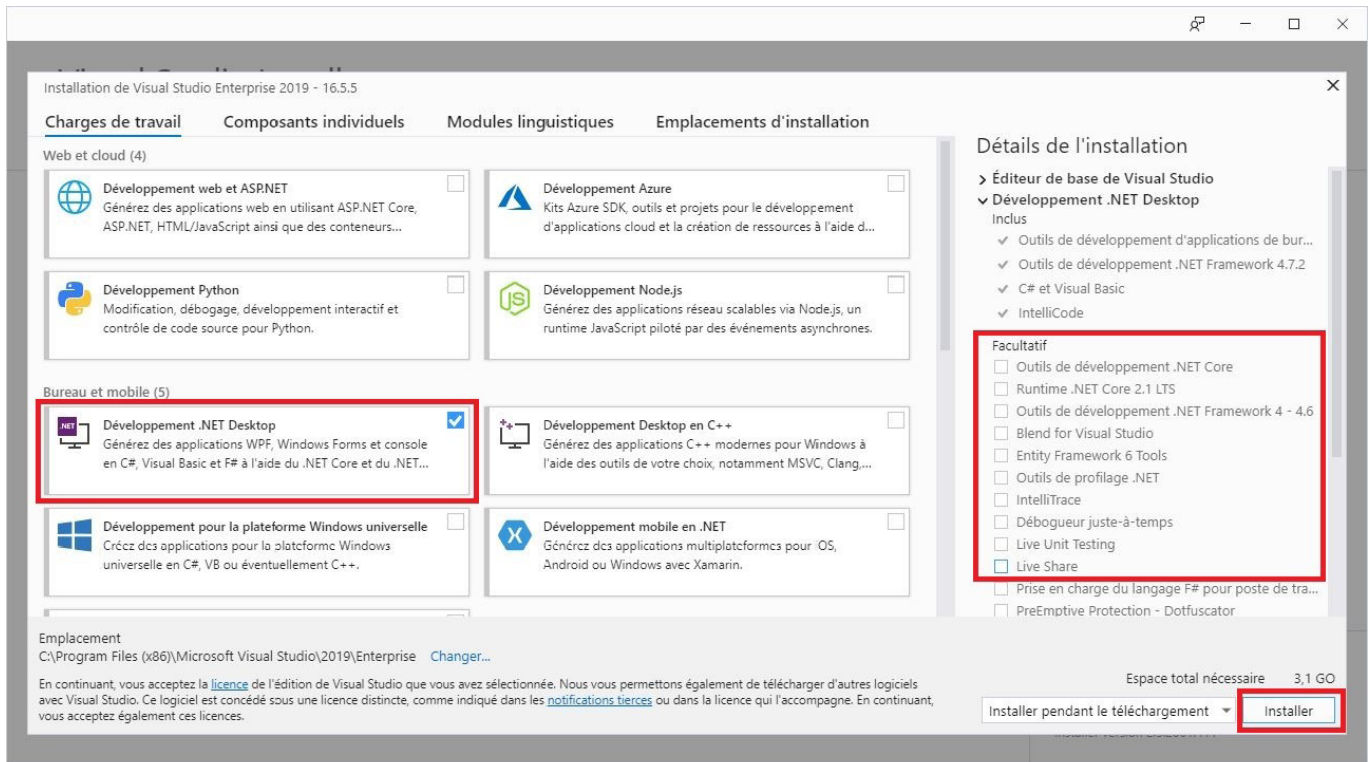 Installation de Visual Studio Enterprise 2019 - 16.5.5
Charges de travail
Composants individuels
Modules linguistiques
Emplacements d'installation
Web et cloud (4)
Développement web et ASP.NET
Générez des applications web en utilisant ASP.NET Core,
ASP.NET, HTML/JavaScript ainsi que des conteneurs...
Développement Azure
Kits Azure SDK, outils et projets pour le développement
d'applications cloud et la création de ressources à l'aide d...
Développement Python
Modification, débogage, développement interactif et
contrôle de code source pour Python.
JS
Développement Node.js
Générez des applications réseau scalables via Node.js, un
runtime JavaScript piloté par des événements asynchrones.
Bureau et mobile (5)
.NET
Développement .NET Desktop
Générez des applications WPF, Windows Forms et console
en C#, Visual Basic et F# à l'aide du .NET Core et du .NET...
Développement Desktop en C++
Générez des applications C++ modernes pour Windows à
l'aide des outils de votre choix, notamment MSVC, Clang,...
Développement pour la plateforme Windows universelle
Créez des applications pour la plateforme Windows
universelle en C#, VB ou éventuellement C++.
Développement mobile en .NET
Générez des applications multiplateformes pour iOS,
Android ou Windows avec Xamarin.
Détails de l'installation
Éditeur de base de Visual Studio
Développement .NET Desktop
Inclus
Outils de développement d'applications de bur...
Outils de développement .NET Framework 4.7.2
C# et Visual Basic
IntelliCode
Facultatif
Outils de développement .NET Core
Runtime .NET Core 2.1 LTS
Outils de développement .NET Framework 4 - 4.6
Blend for Visual Studio
Entity Framework 6 Tools
Outils de profilage .NET
IntelliTrace
Débogueur juste-à-temps
Live Unit Testing
Live Share
Prise en charge du langage F# pour poste de tra...
PreEmptive Protection - Dotfuscator
Emplacement
C:\Program Files (x86)\Microsoft Visual Studio\2019\Enterprise Changer...
En continuant, vous acceptez la licence de l'édition de Visual Studio que vous avez sélectionnée. Nous vous permettons également de télécharger d'autres logiciels
avec Visual Studio. Ce logiciel est concédé sous une licence distincte, comme indiqué dans les notifications tierces ou dans la licence qui l'accompagne. En continuant,
vous acceptez également ces licences.
Espace total nécessaire 3,1 GO
Installer pendant le téléchargement
Installer